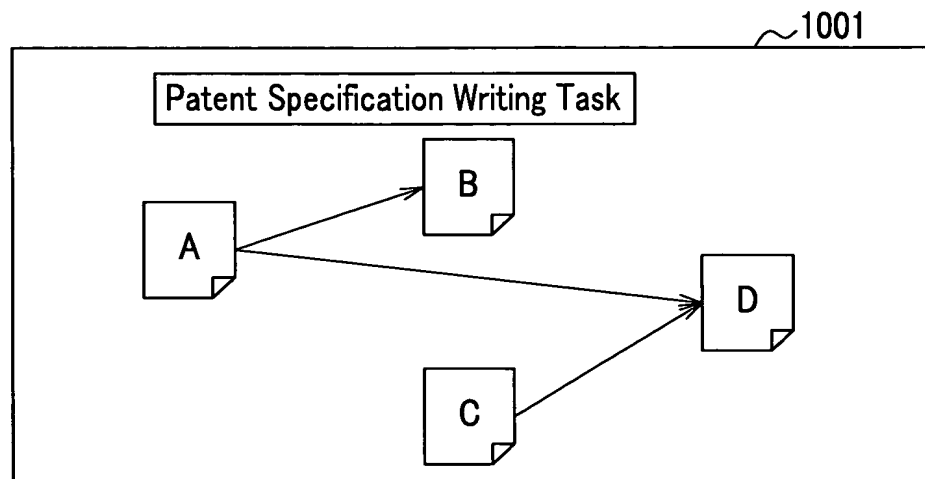 1001
Patent Specification Writing Task
B
A
D
C